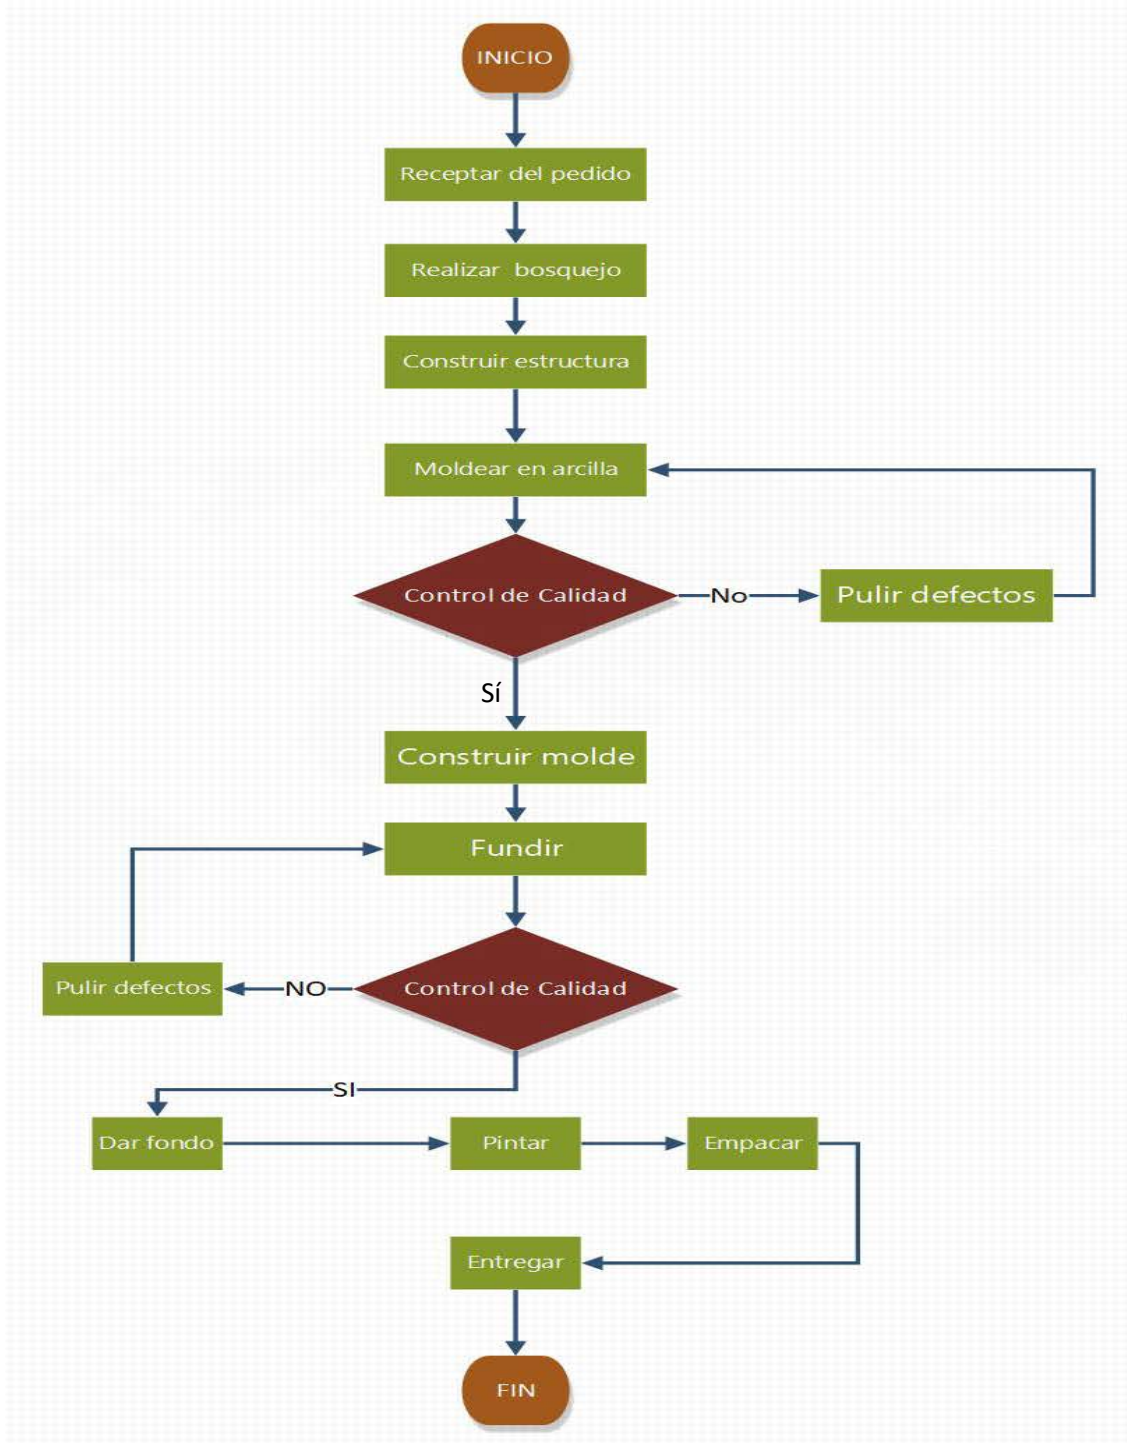 INICIO
Receptar del pedido
Realizar bosquejo
Construir estructura
Moldear en arcilla
Control de Calidad
No
Pulir defectos
Sí
Construir molde
Fundir
Pulir defectos
NO
Control de Calidad
SI
Dar fondo
Pintar
Empacar
Entregar
FIN